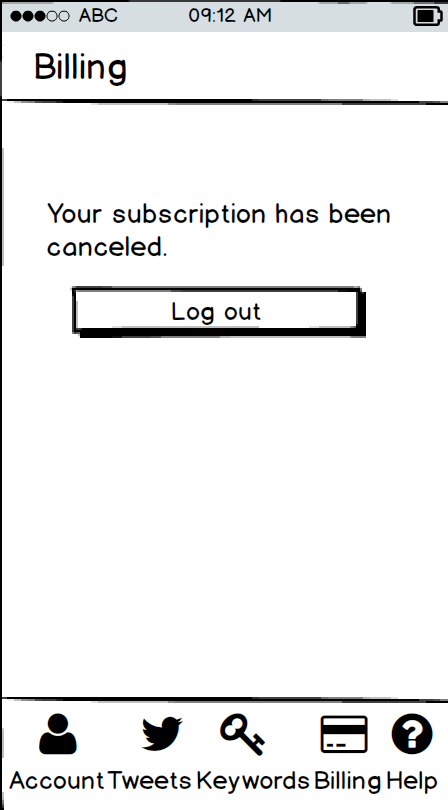 ABC 09:12 AM
Billing
Your subscription has been
canceled.
Log out
Account Tweets Keywords Billing Help